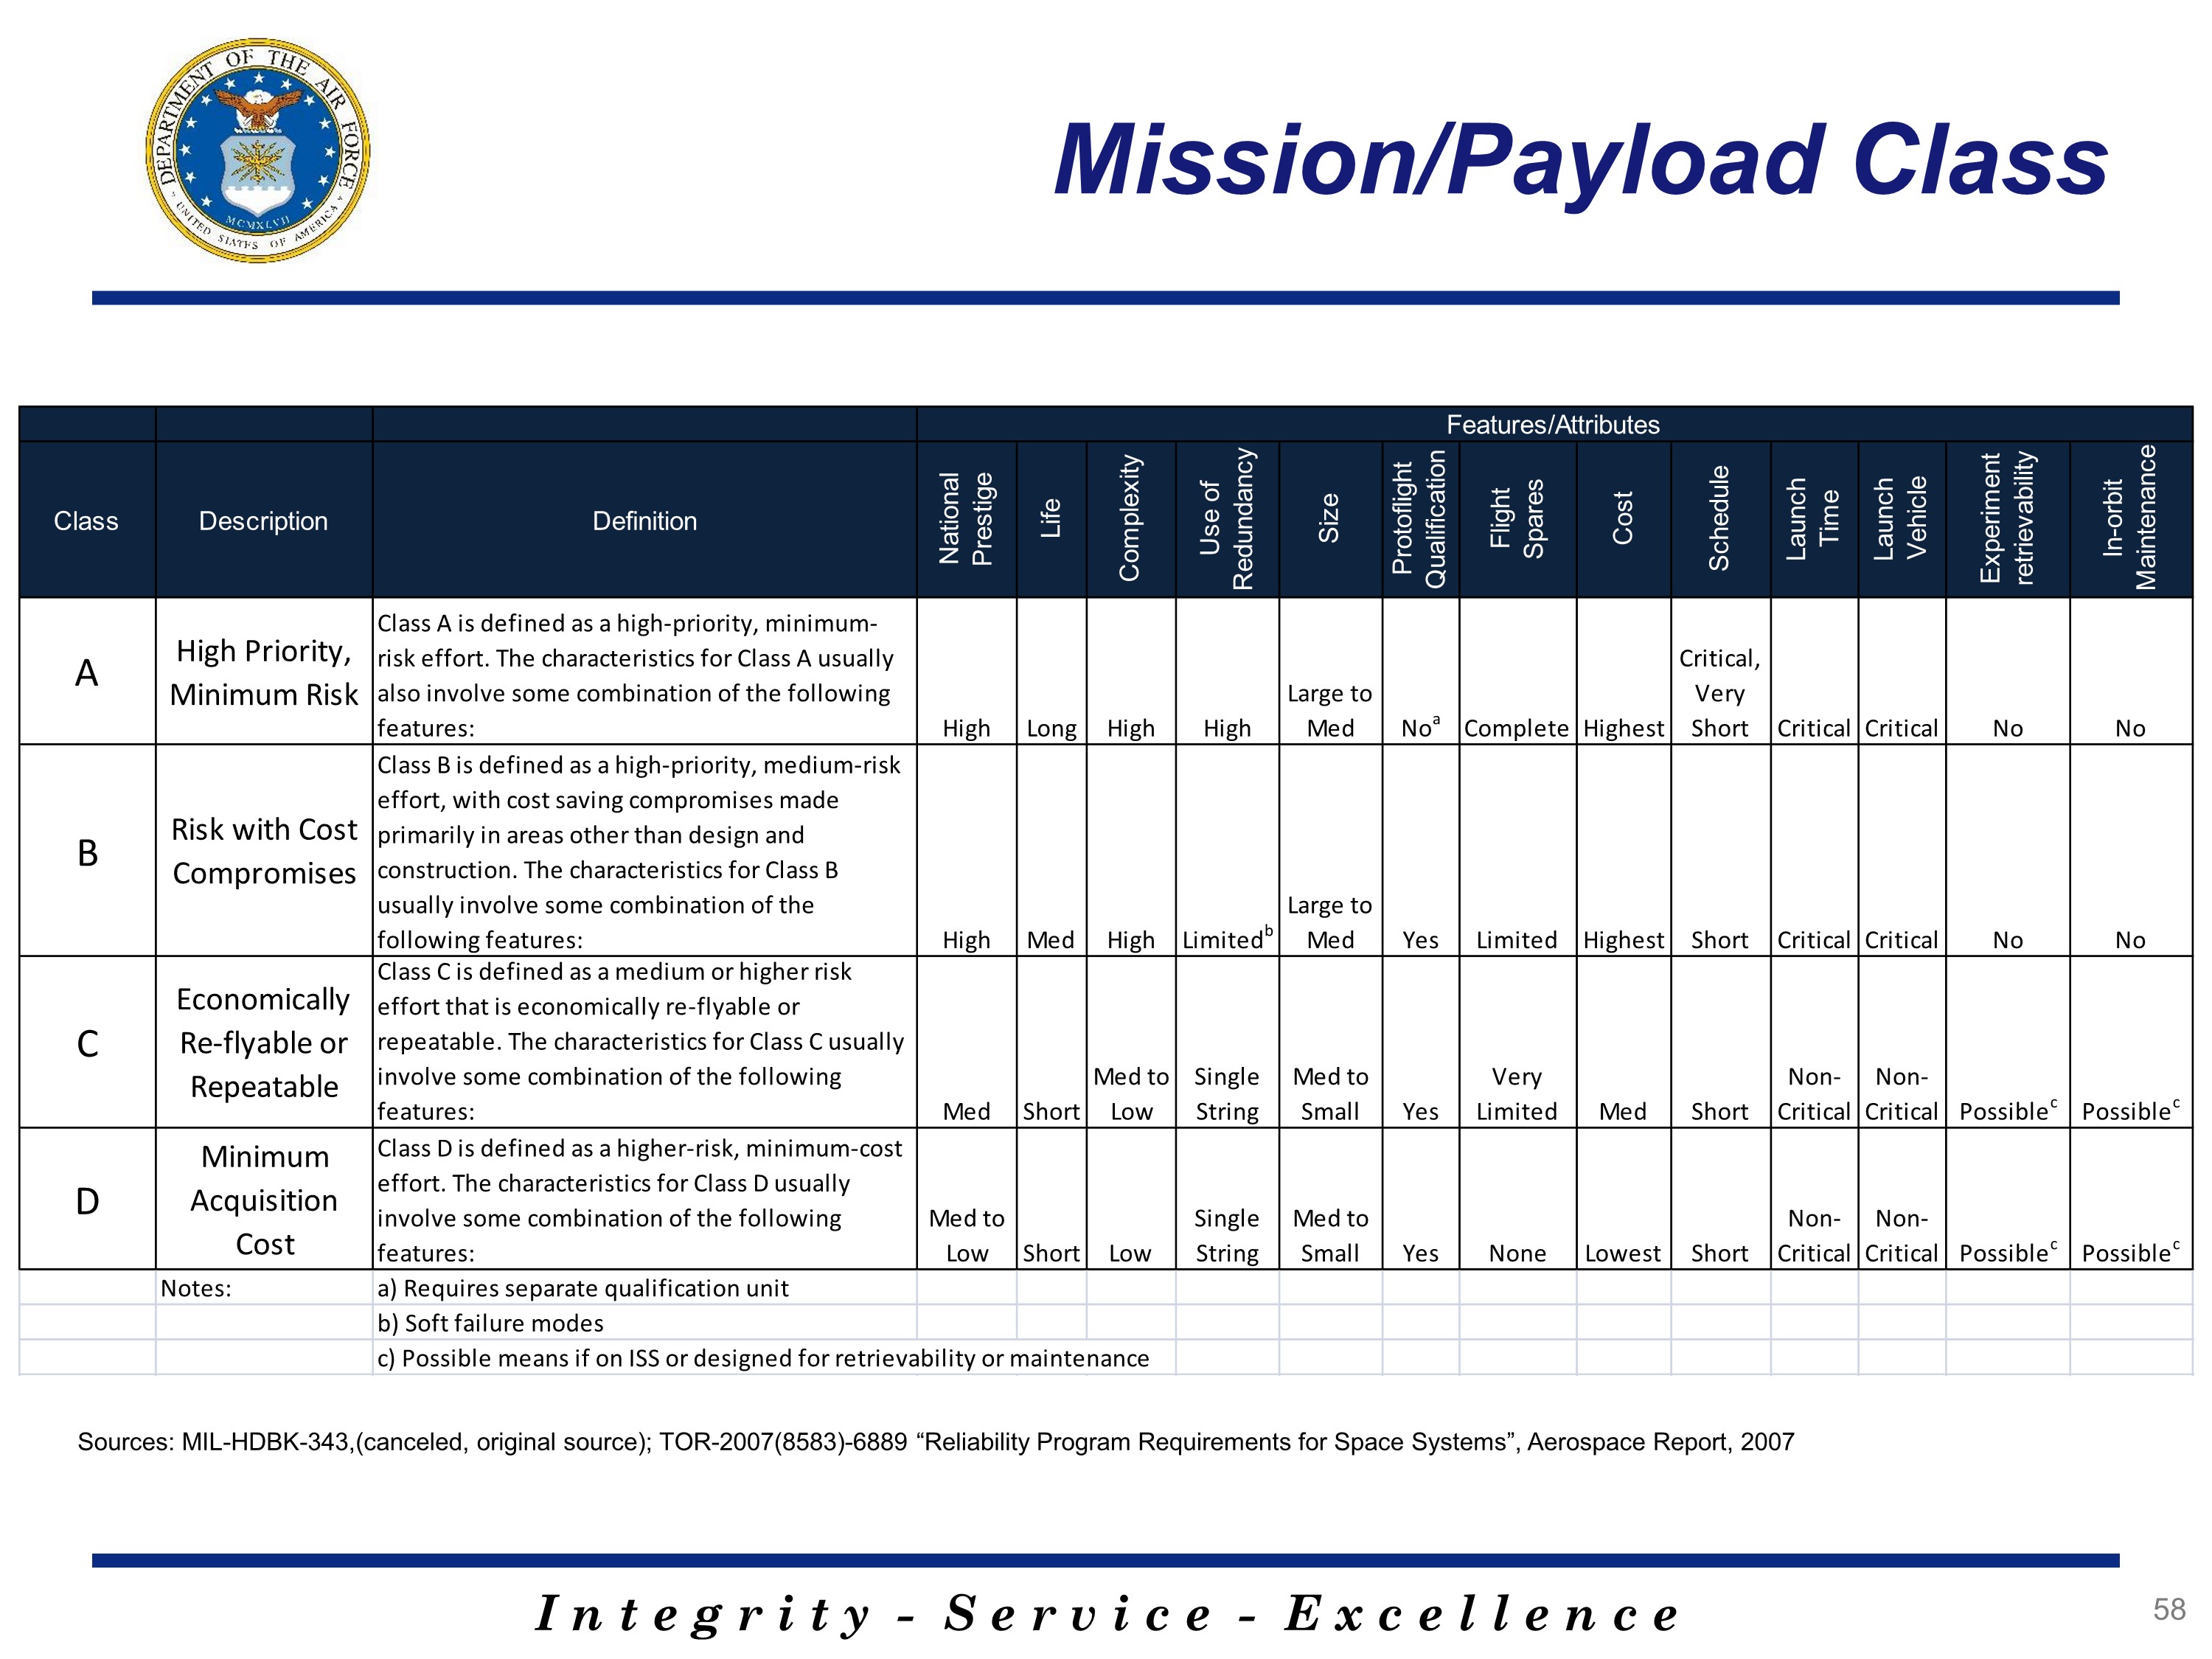 DEPARTMENT OF THE AIR FORCE
MCMXLVII
UNITED STATES OF AMERICA
Mission/Payload Class
Features/Attributes
Class
Description
Definition
National
Prestige
Life
Complexity
Use of
Redundancy
Size
Protoflight
Qualification
Flight
Spares
Cost
Schedule
Launch
Time
Launch
Vehicle
Experiment
retrievability
In-orbit
Maintenance
A
High Priority,
Minimum Risk
Class A is defined as a high-priority, minimum-
risk effort. The characteristics for Class A usually
also involve some combination of the following
features:
High
Long
High
High
Large to
Med
Noᵃ
Complete
Highest
Critical,
Very
Short
Critical
Critical
No
No
B
Risk with Cost
Compromises
Class B is defined as a high-priority, medium-risk
effort, with cost saving compromises made
primarily in areas other than design and
construction. The characteristics for Class B
usually involve some combination of the
following features:
High
Med
High
Limitedᵇ
Large to
Med
Yes
Limited
Highest
Short
Critical
Critical
No
No
C
Economically
Re-flyable or
Repeatable
Class C is defined as a medium or higher risk
effort that is economically re-flyable or
repeatable. The characteristics for Class C usually
involve some combination of the following
features:
Med
Short
Med to
Low
Single
String
Med to
Small
Yes
Very
Limited
Med
Short
Non-
Critical
Non-
Critical
Possibleᶜ
Possibleᶜ
D
Minimum
Acquisition
Cost
Class D is defined as a higher-risk, minimum-cost
effort. The characteristics for Class D usually
involve some combination of the following
features:
Med to
Low
Short
Low
Single
String
Med to
Small
Yes
None
Lowest
Short
Non-
Critical
Non-
Critical
Possibleᶜ
Possibleᶜ
Notes:
a) Requires separate qualification unit
b) Soft failure modes
c) Possible means if on ISS or designed for retrievability or maintenance
Sources: MIL-HDBK-343,(canceled, original source); TOR-2007(8583)-6889 “Reliability Program Requirements for Space Systems”, Aerospace Report, 2007
Integrity - Service - Excellence
58